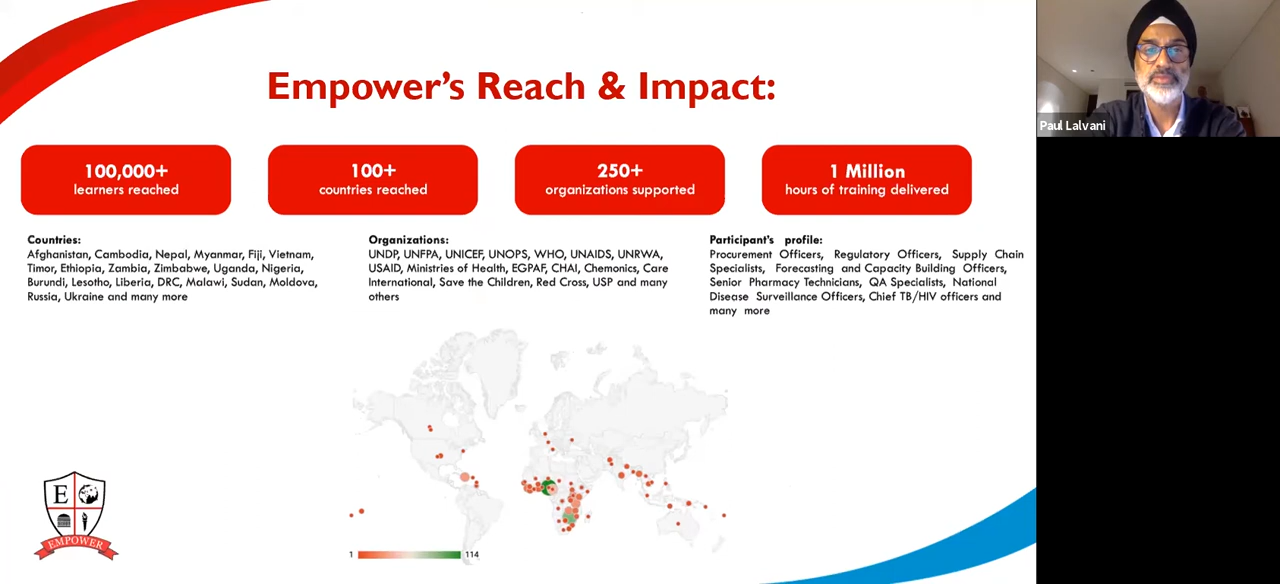 Empower's Reach & Impact:
100,000+
learners reached
100+
countries reached
250+
organizations supported
1 Million
hours of training delivered
Countries:
Afghanistan, Cambodia, Nepal, Myanmar, Fiji, Vietnam,
Timor, Ethiopia, Zambia, Zimbabwe, Uganda, Nigeria,
Burundi, Lesotho, Liberia, DRC, Malawi, Sudan, Moldova,
Russia, Ukraine and many more
Organizations:
UNDP, UNFPA, UNICEF, UNOPS, WHO, UNAIDS, UNRWA,
USAID, Ministries of Health, EGPAF, CHAI, Chemonics, Care
International, Save the Children, Red Cross, USP and many
others
Participant's profile:
Procurement Officers, Regulatory Officers, Supply Chain
Specialists, Forecasting and Capacity Building Officers,
Senior Pharmacy Technicians, QA Specialists, National
Disease Surveillance Officers, Chief TB/HIV officers and
many more
1
114
E
EMPOWER
Paul Lalvani